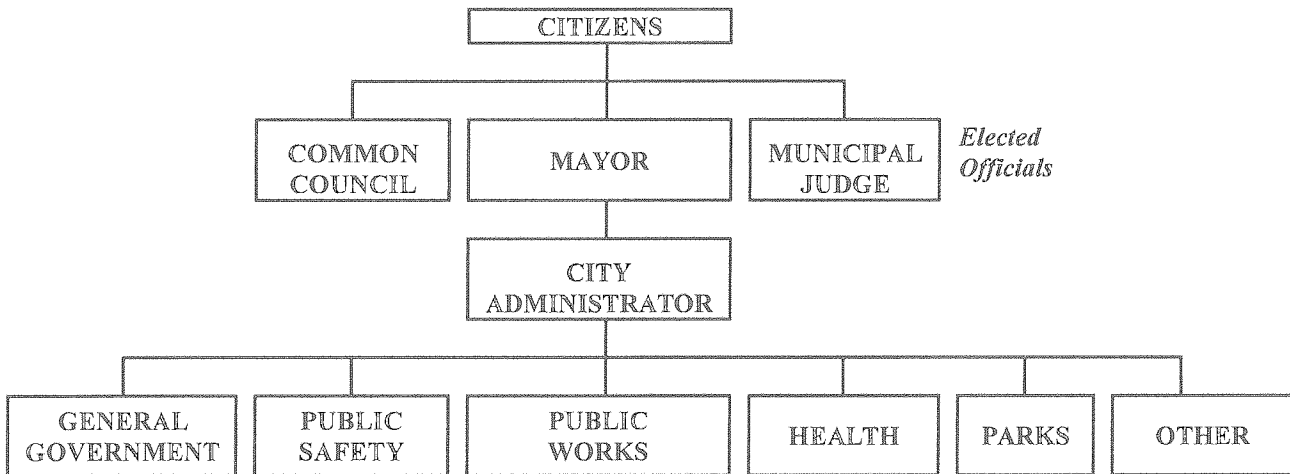 CITIZENS
COMMON
COUNCIL
MAYOR
MUNICIPAL
JUDGE
Elected
Officials
CITY
ADMINISTRATOR
GENERAL
GOVERNMENT
PUBLIC
SAFETY
PUBLIC
WORKS
HEALTH
PARKS
OTHER